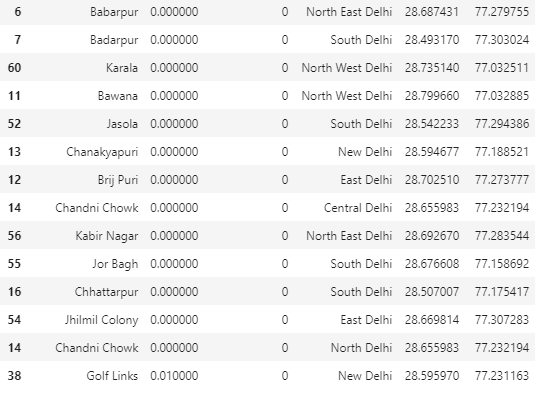 6 Babarpur 0.000000 0 North East Delhi 28.687431 77.279755
7 Badarpur 0.000000 0 South Delhi 28.493170 77.303024
60 Karala 0.000000 0 North West Delhi 28.735140 77.032511
11 Bawana 0.000000 0 North West Delhi 28.799660 77.032885
52 Jasola 0.000000 0 South Delhi 28.542233 77.294386
13 Chanakyapuri 0.000000 0 New Delhi 28.594677 77.188521
12 Brij Puri 0.000000 0 East Delhi 28.702510 77.273777
14 Chandni Chowk 0.000000 0 Central Delhi 28.655983 77.232194
56 Kabir Nagar 0.000000 0 North East Delhi 28.692670 77.283544
55 Jor Bagh 0.000000 0 South Delhi 28.676608 77.158692
16 Chhattarpur 0.000000 0 South Delhi 28.507007 77.175417
54 Jhilmil Colony 0.000000 0 East Delhi 28.669814 77.307283
14 Chandni Chowk 0.000000 0 North Delhi 28.655983 77.232194
38 Golf Links 0.010000 0 New Delhi 28.595970 77.231163